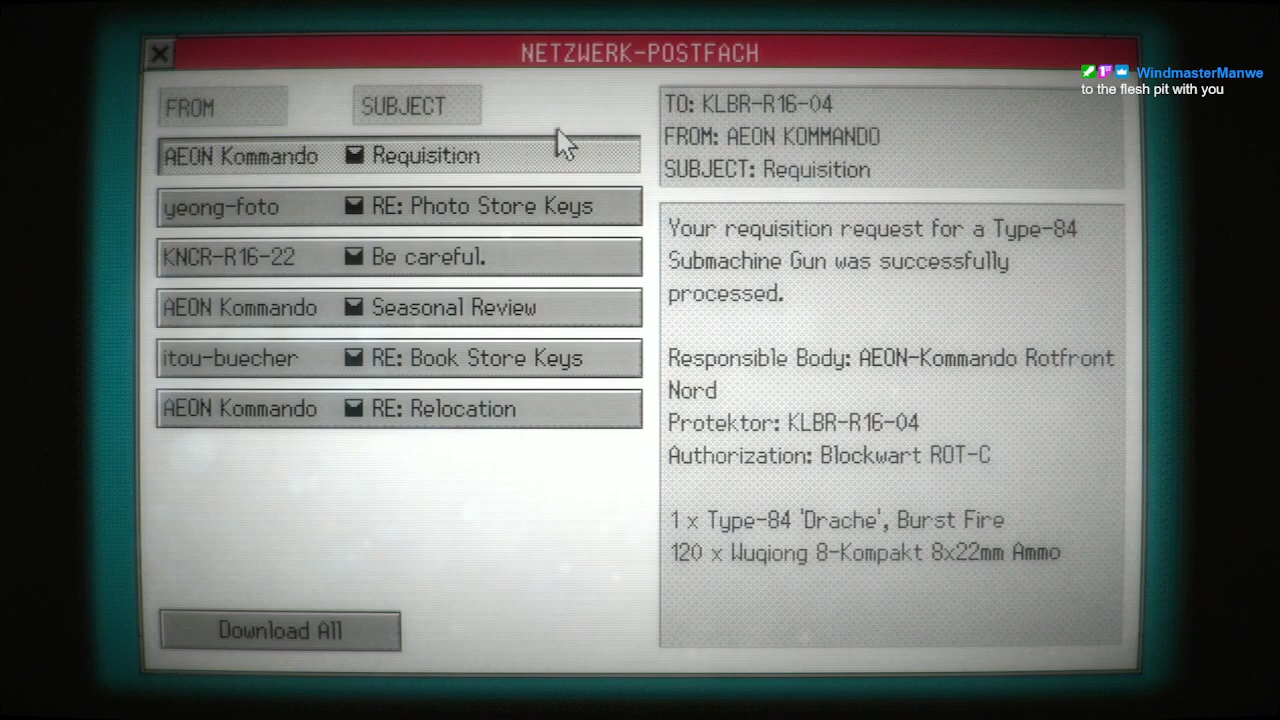 NETZWERK-POSTFACH
WindmasterManwe
to the flesh pit with you
FROM SUBJECT
AEON Kommando Requisition
yeong-foto RE: Photo Store Keys
KNCR-R16-22 Be careful.
AEON Kommando Seasonal Review
itou-buecher RE: Book Store Keys
AEON Kommando RE: Relocation
Download All
TO: KLBR-R16-04
FROM: AEON KOMMANDO
SUBJECT: Requisition
Your requisition request for a Type-84
Submachine Gun was successfully
processed.
Responsible Body: AEON-Kommando Rotfront
Nord
Protektor: KLBR-R16-04
Authorization: Blockwart ROT-C
1 x Type-84 'Drache', Burst Fire
120 x Wuqiong 8-Kompakt 8x22mm Ammo